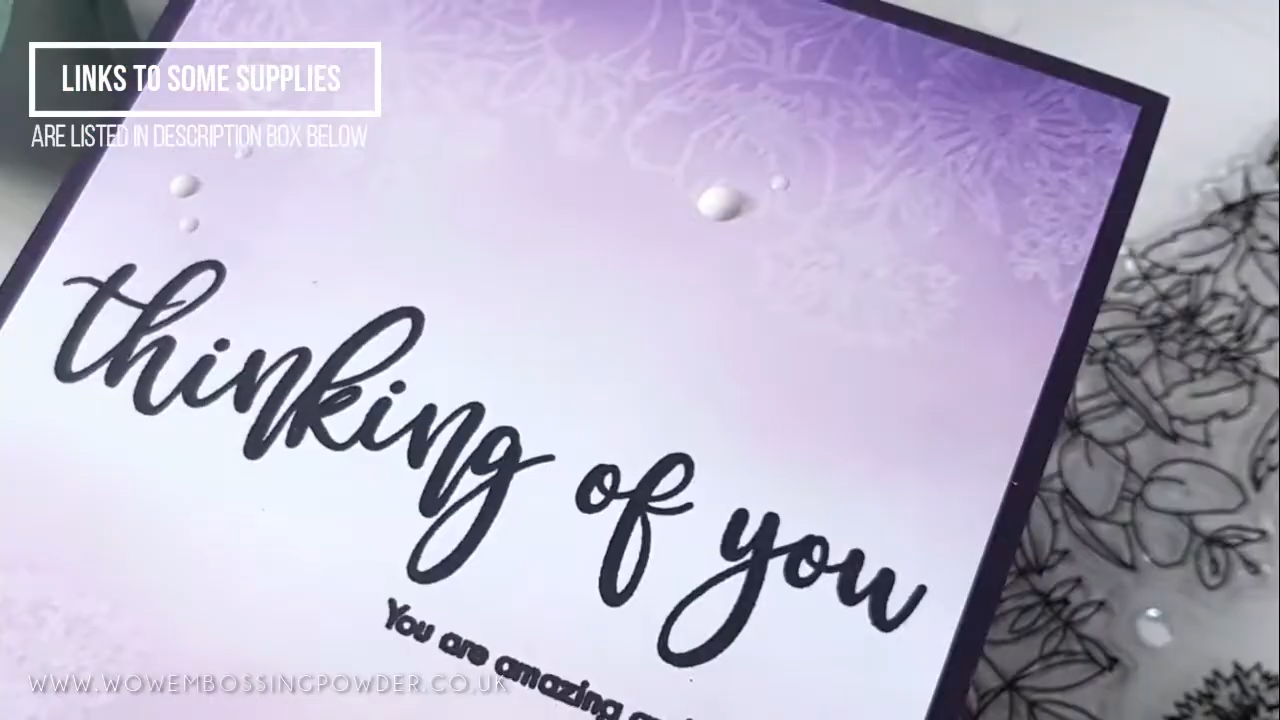 LINKS TO SOME SUPPLIES
ARE LISTED IN DESCRIPTION BOX BELOW
thinking of you
You are amazing
WWW.WOWEMBOSSINGPOWDER.CO.UK